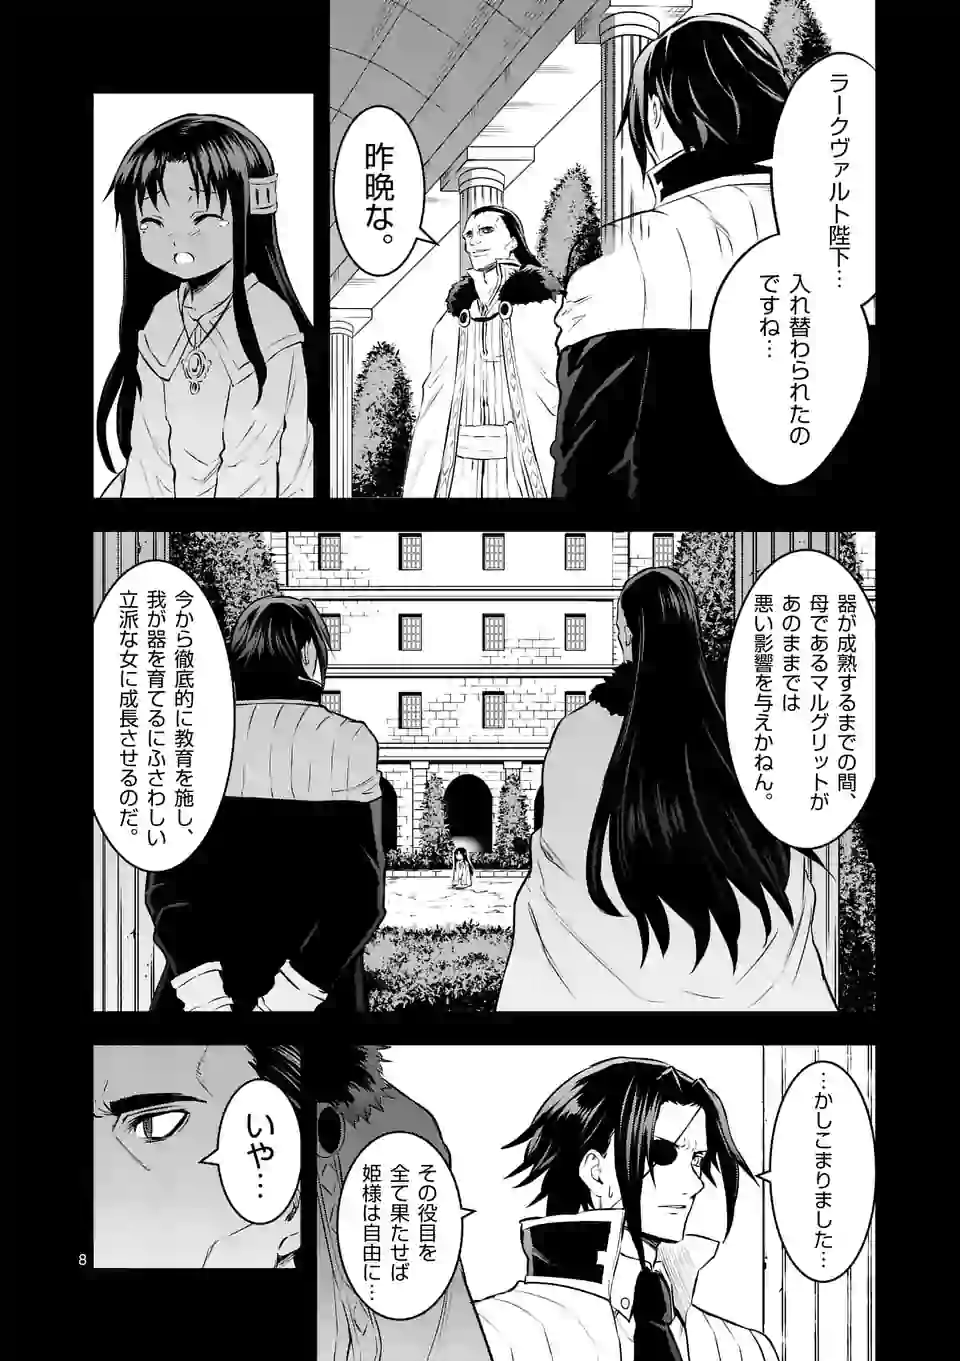 ラークヴァルト陛下…
入れ替わられたの
ですね…
昨晩な。
器が成熟するまでの間、
母であるマルグリットが
あのままでは
悪い影響を与えかねん。
今から徹底的に教育を施し、
我が器を育てるにふさわしい
立派な女に成長させるのだ。
…かしこまりました…
その役目を
全て果たせば
姫様は自由に…
いや…
8